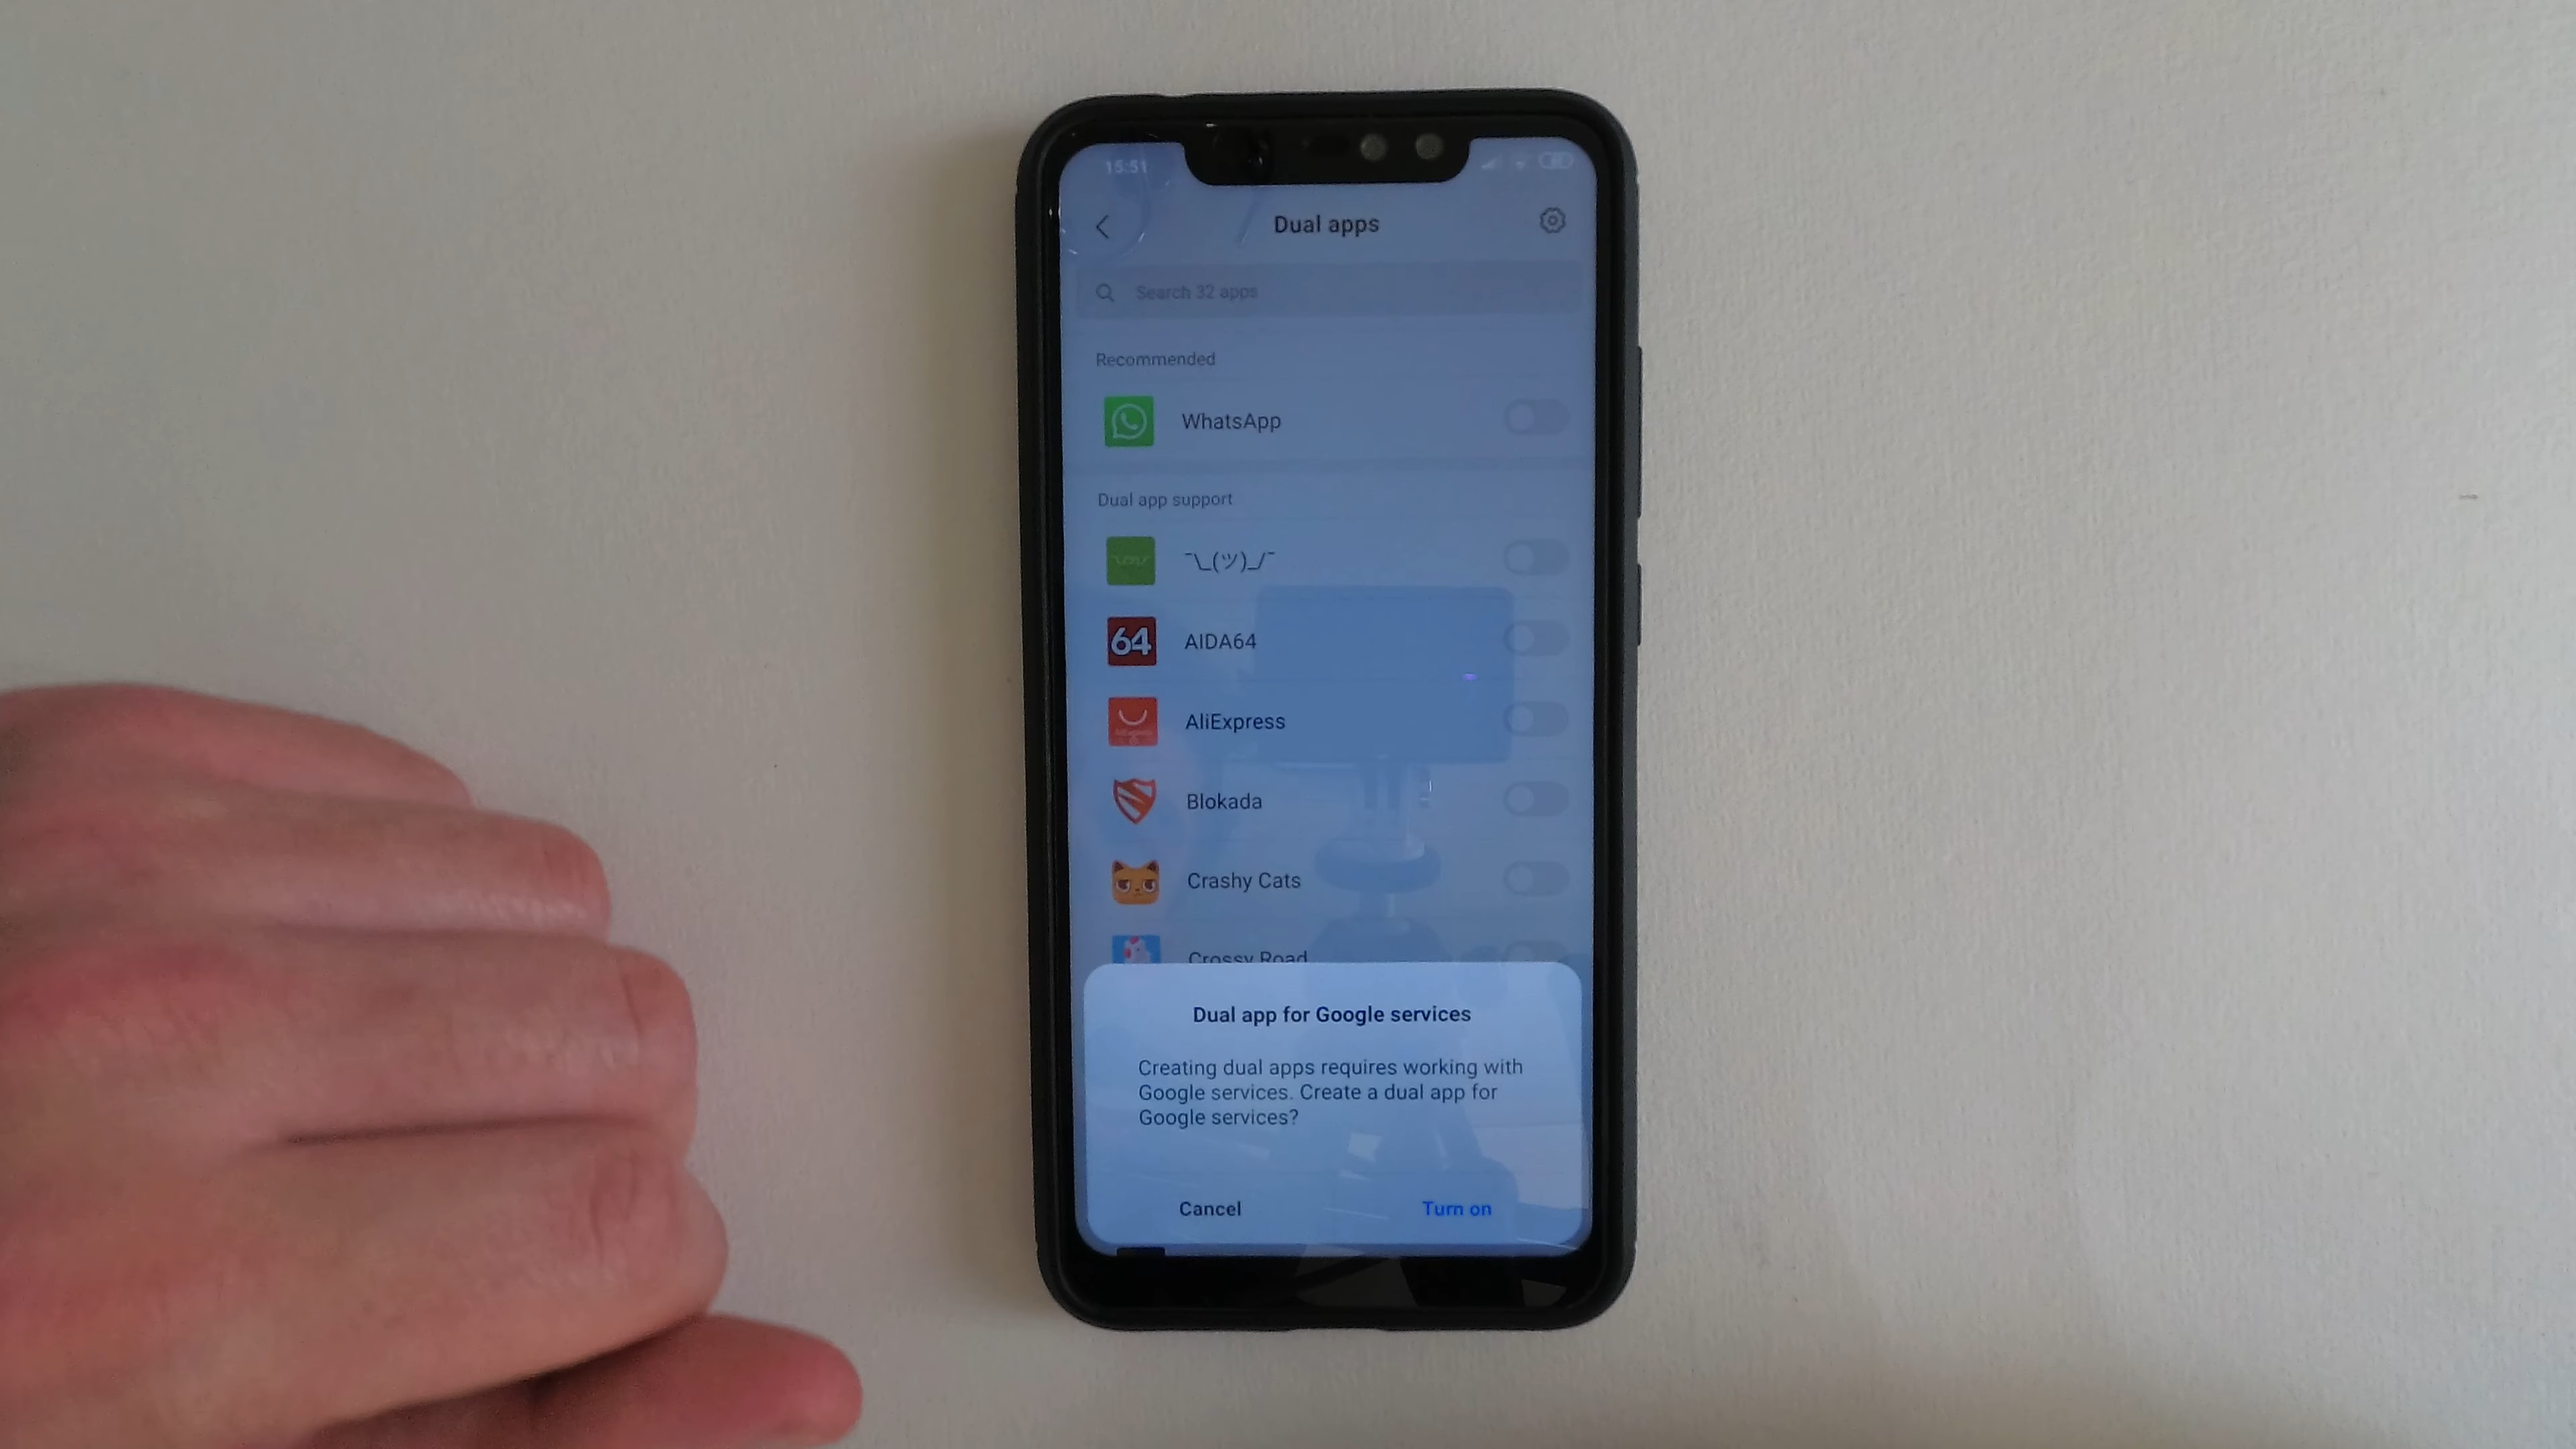 15:51
Dual apps
Search 32 apps
Recommended
WhatsApp
Dual app support
¯\_(ツ)_/¯
64 AIDA64
AliExpress
Blokada
Crashy Cats
Crossy Road
Dual app for Google services
Creating dual apps requires working with
Google services. Create a dual app for
Google services?
Cancel Turn on